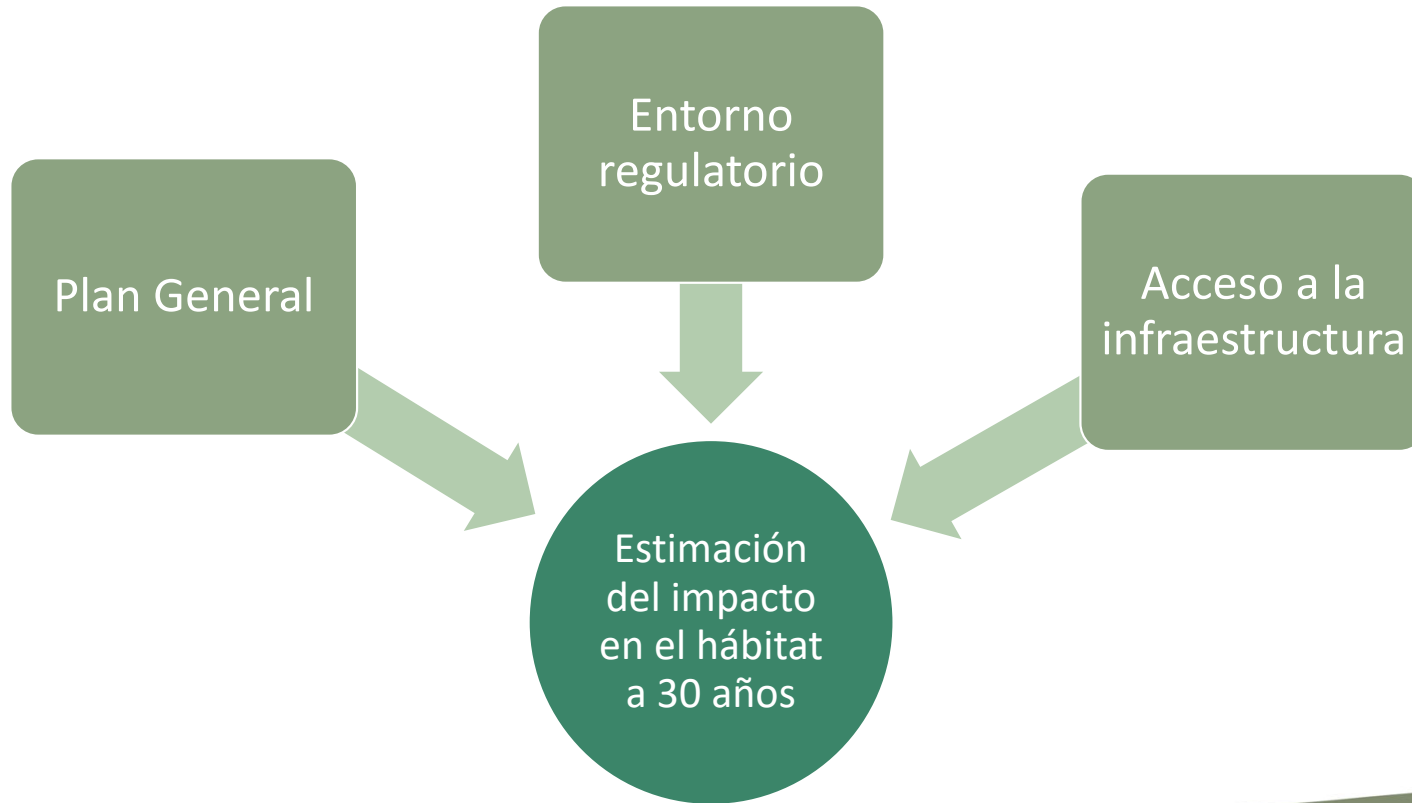 Plan General
Entorno
regulatorio
Acceso a la
infraestructura
Estimación
del impacto
en el hábitat
a 30 años